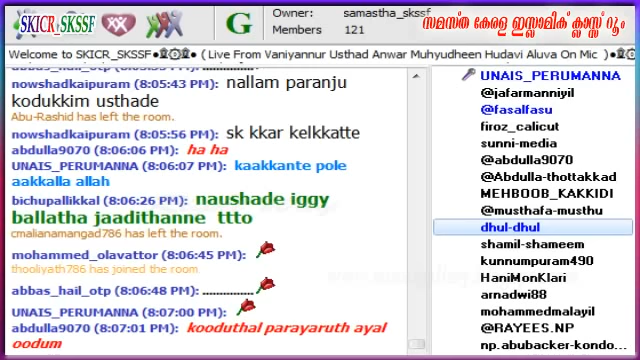 SKICR_SKSSF
G
Owner: samastha_skssf
Members 121
സമസ്ത കേരള ഇസ്ലാമിക് ക്ലാസ്സ് റൂം
Welcome to SKICR_SKSSF ( Live From Vaniyannur Usthad Anwar Muhyudheen Hudavi Aluva On Mic )
nowshadkaipuram (8:05:43 PM): nallam paranju
kodukkim usthade
Abu-Rashid has left the room.
nowshadkaipuram (8:05:56 PM): sk kkar kelkkatte
abdulla9070 (8:06:06 PM): ha ha
UNAIS_PERUMANNA (8:06:07 PM): kaakkante pole
aakkalla allah
bichupallikkal (8:06:26 PM): naushade iggy
ballatha jaadithanne ttto
cmalianamangad786 has left the room.
mohammed_olavattor (8:06:45 PM):
thooliyath786 has joined the room
abbas_hail_otp (8:06:48 PM): ..............
UNAIS_PERUMANNA (8:07:00 PM):
abdulla9070 (8:07:01 PM): kooduthal parayaruth ayal
oodum
UNAIS_PERUMANNA
@jafarmanniyil
@fasalfasu
firoz_calicut
sunni-media
@abdulla9070
@Abdulla-thottakkad
MEHBOOB_KAKKIDI
@musthafa-musthu
dhul-dhul
shamil-shameem
kunnumpuram490
HaniMonKlari
arnadwi88
mohammedmalayil
@RAYEES.NP
np.abubacker-kondo...